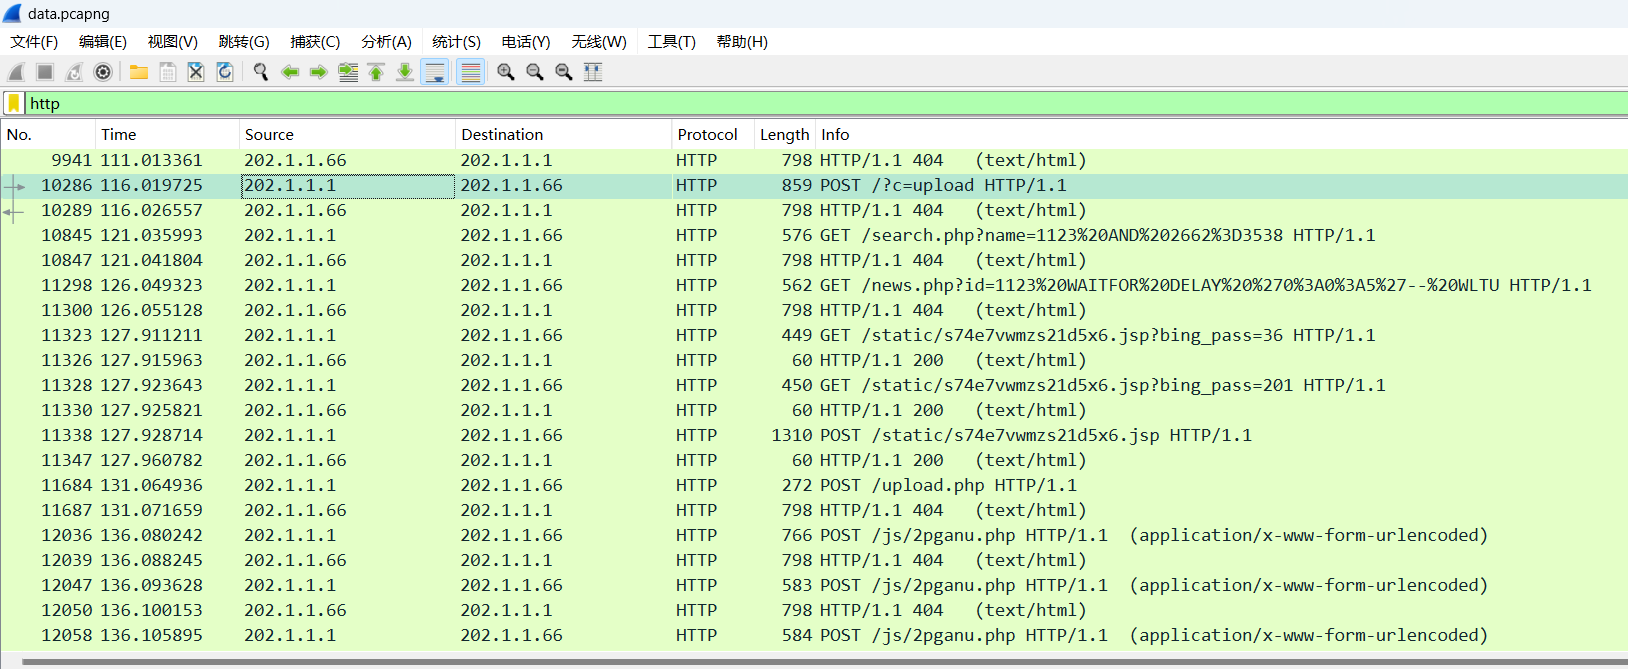 data.pcapng
文件(F) 编辑(E) 视图(V) 跳转(G) 捕获(C) 分析(A) 统计(S) 电话(Y) 无线(W) 工具(T) 帮助(H)
http
No. Time Source Destination Protocol Length Info
9941 111.013361 202.1.1.66 202.1.1.1 HTTP 798 HTTP/1.1 404 (text/html)
10286 116.019725 202.1.1.1 202.1.1.66 HTTP 859 POST /?c=upload HTTP/1.1
10289 116.026557 202.1.1.66 202.1.1.1 HTTP 798 HTTP/1.1 404 (text/html)
10845 121.035993 202.1.1.1 202.1.1.66 HTTP 576 GET /search.php?name=1123%20AND%202662%3D3538 HTTP/1.1
10847 121.041804 202.1.1.66 202.1.1.1 HTTP 798 HTTP/1.1 404 (text/html)
11298 126.049323 202.1.1.1 202.1.1.66 HTTP 562 GET /news.php?id=1123%20WAITFOR%20DELAY%20%270%3A0%3A5%27--%20WLTU HTTP/1.1
11300 126.055128 202.1.1.66 202.1.1.1 HTTP 798 HTTP/1.1 404 (text/html)
11323 127.911211 202.1.1.1 202.1.1.66 HTTP 449 GET /static/s74e7vwmzs21d5x6.jsp?bing_pass=36 HTTP/1.1
11326 127.915963 202.1.1.66 202.1.1.1 HTTP 60 HTTP/1.1 200 (text/html)
11328 127.923643 202.1.1.1 202.1.1.66 HTTP 450 GET /static/s74e7vwmzs21d5x6.jsp?bing_pass=201 HTTP/1.1
11330 127.925821 202.1.1.66 202.1.1.1 HTTP 60 HTTP/1.1 200 (text/html)
11338 127.928714 202.1.1.1 202.1.1.66 HTTP 1310 POST /static/s74e7vwmzs21d5x6.jsp HTTP/1.1
11347 127.960782 202.1.1.66 202.1.1.1 HTTP 60 HTTP/1.1 200 (text/html)
11684 131.064936 202.1.1.1 202.1.1.66 HTTP 272 POST /upload.php HTTP/1.1
11687 131.071659 202.1.1.66 202.1.1.1 HTTP 798 HTTP/1.1 404 (text/html)
12036 136.080242 202.1.1.1 202.1.1.66 HTTP 766 POST /js/2pganu.php HTTP/1.1 (application/x-www-form-urlencoded)
12039 136.088245 202.1.1.66 202.1.1.1 HTTP 798 HTTP/1.1 404 (text/html)
12047 136.093628 202.1.1.1 202.1.1.66 HTTP 583 POST /js/2pganu.php HTTP/1.1 (application/x-www-form-urlencoded)
12050 136.100153 202.1.1.66 202.1.1.1 HTTP 798 HTTP/1.1 404 (text/html)
12058 136.105895 202.1.1.1 202.1.1.66 HTTP 584 POST /js/2pganu.php HTTP/1.1 (application/x-www-form-urlencoded)